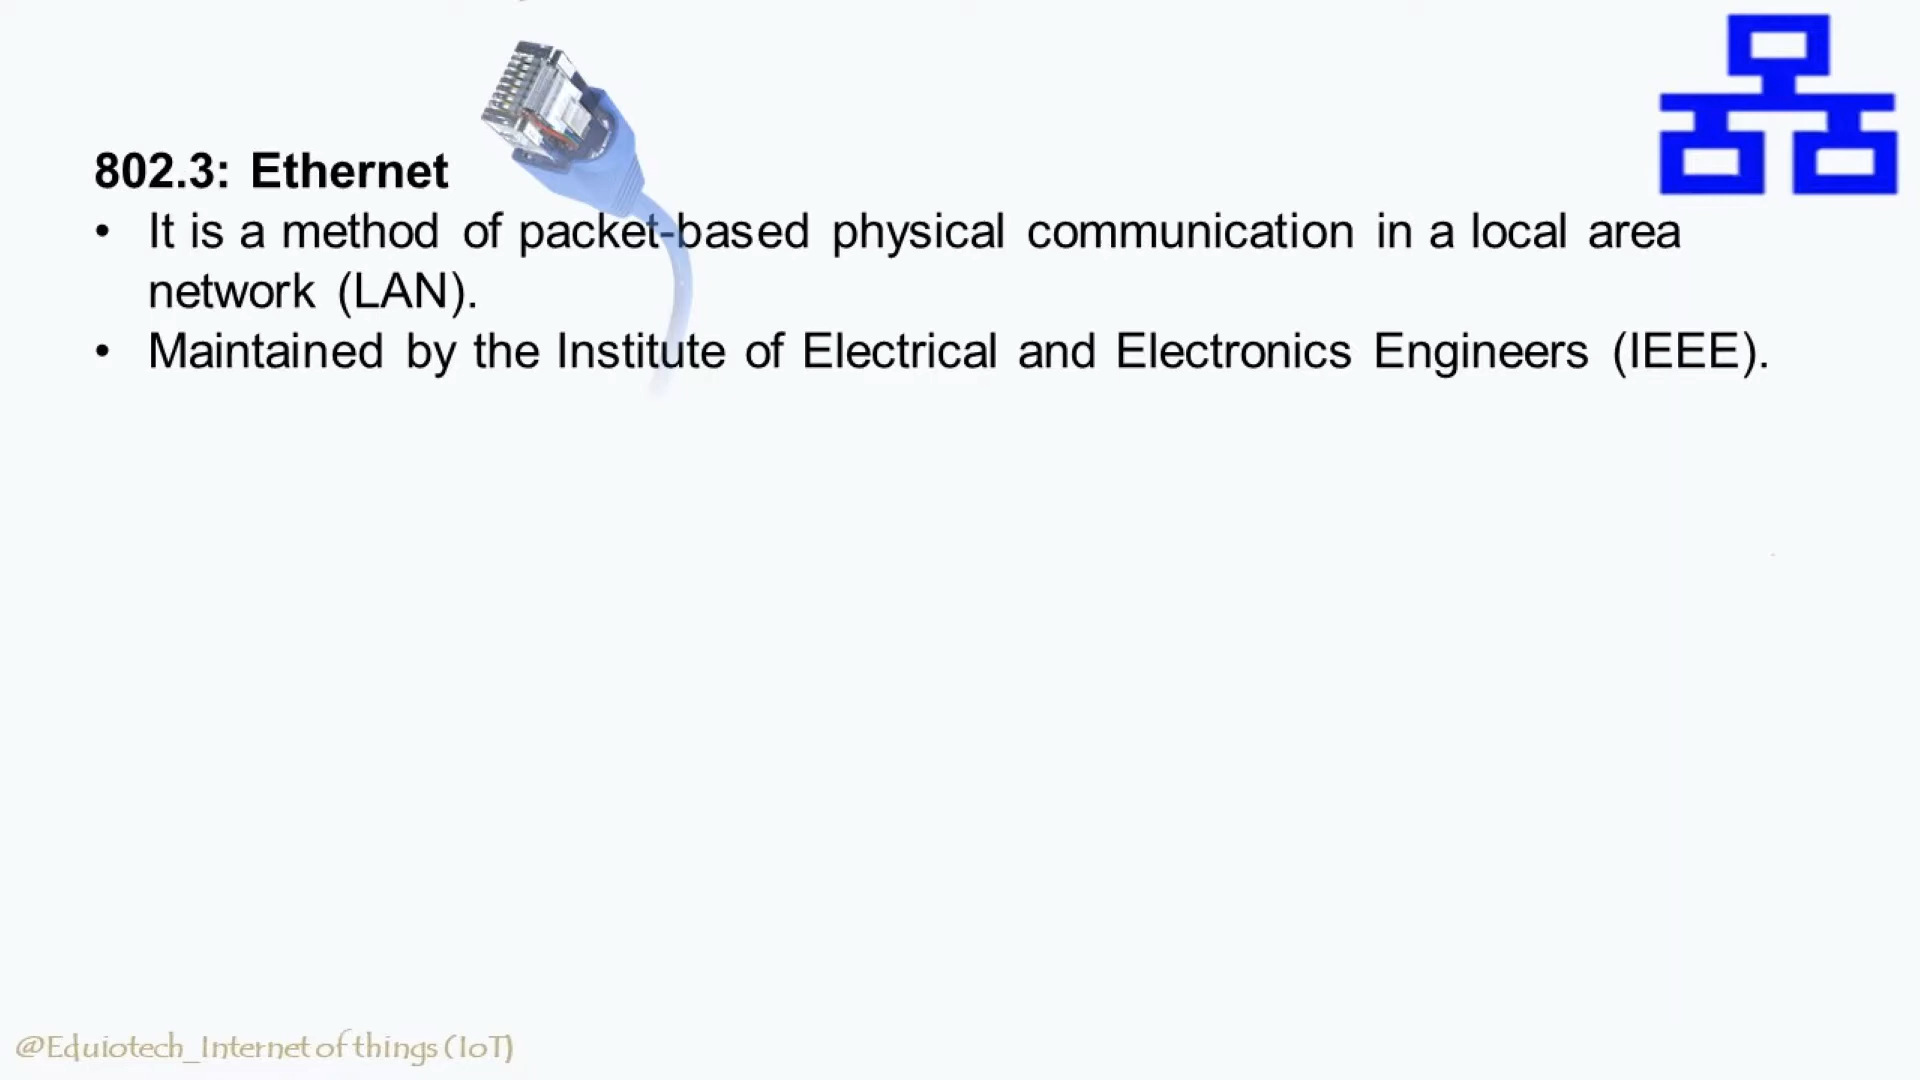 802.3: Ethernet
• It is a method of packet-based physical communication in a local area
network (LAN).
• Maintained by the Institute of Electrical and Electronics Engineers (IEEE).
@Eduiotech_Internet of things (IoT)